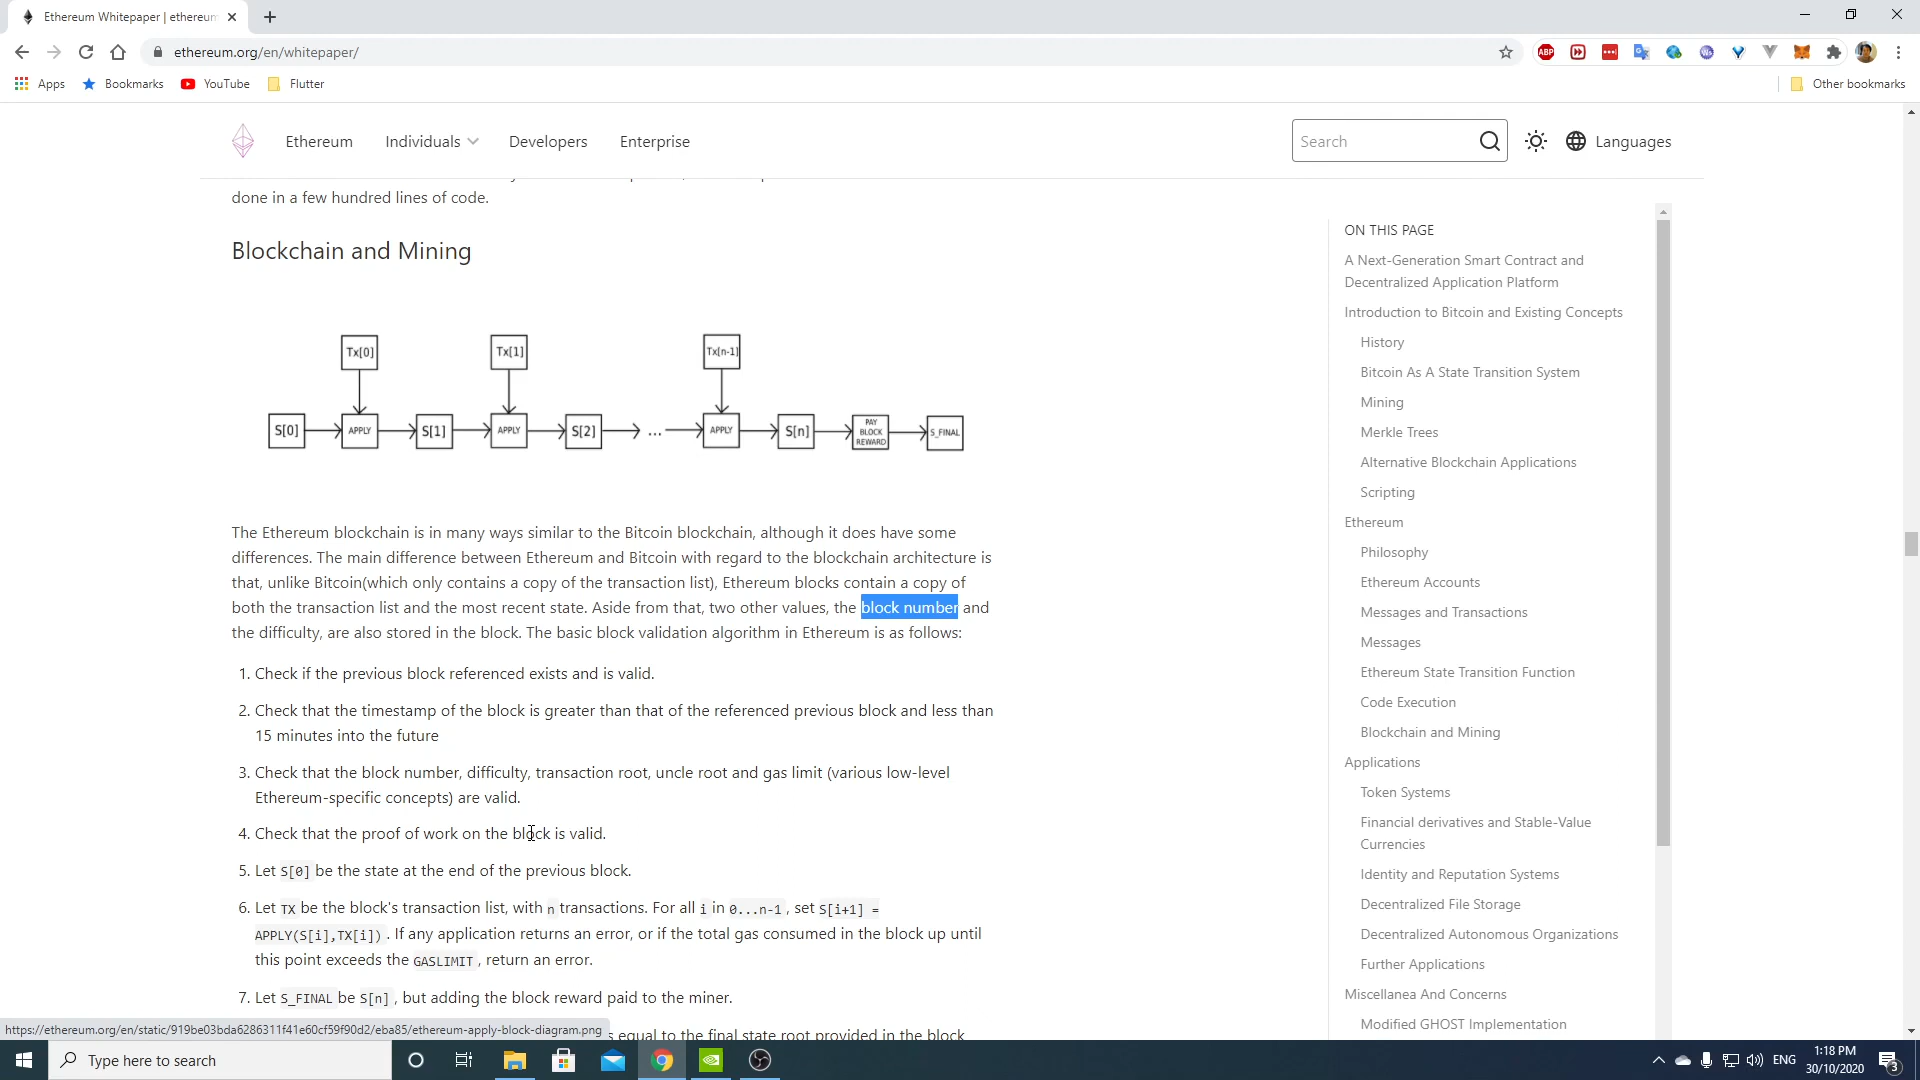 Ethereum Whitepaper | ethereum
ethereum.org/en/whitepaper/
ABP
Apps
Bookmarks
YouTube
Flutter
Other bookmarks
Ethereum
Individuals
Developers
Enterprise
Search
Languages
done in a few hundred lines of code.
Blockchain and Mining
Tx[0]
Tx[1]
Tx[n-1]
S[0]
APPLY
S[1]
APPLY
S[2]
...
APPLY
S[n]
PAY
BLOCK
REWARD
S_FINAL
The Ethereum blockchain is in many ways similar to the Bitcoin blockchain, although it does have some
differences. The main difference between Ethereum and Bitcoin with regard to the blockchain architecture is
that, unlike Bitcoin(which only contains a copy of the transaction list), Ethereum blocks contain a copy of
both the transaction list and the most recent state. Aside from that, two other values, the block number and
the difficulty, are also stored in the block. The basic block validation algorithm in Ethereum is as follows:
1. Check if the previous block referenced exists and is valid.
2. Check that the timestamp of the block is greater than that of the referenced previous block and less than
15 minutes into the future
3. Check that the block number, difficulty, transaction root, uncle root and gas limit (various low-level
Ethereum-specific concepts) are valid.
4. Check that the proof of work on the block is valid.
5. Let S[0] be the state at the end of the previous block.
6. Let TX be the block's transaction list, with n transactions. For all i in 0...n-1, set S[i+1] =
APPLY(S[i],TX[i]). If any application returns an error, or if the total gas consumed in the block up until
this point exceeds the GASLIMIT, return an error.
7. Let S_FINAL be S[n], but adding the block reward paid to the miner.
s equal to the final state root provided in the block
ON THIS PAGE
A Next-Generation Smart Contract and
Decentralized Application Platform
Introduction to Bitcoin and Existing Concepts
History
Bitcoin As A State Transition System
Mining
Merkle Trees
Alternative Blockchain Applications
Scripting
Ethereum
Philosophy
Ethereum Accounts
Messages and Transactions
Messages
Ethereum State Transition Function
Code Execution
Blockchain and Mining
Applications
Token Systems
Financial derivatives and Stable-Value
Currencies
Identity and Reputation Systems
Decentralized File Storage
Decentralized Autonomous Organizations
Further Applications
Miscellanea And Concerns
Modified GHOST Implementation
https://ethereum.org/en/static/919be03bda6286311f41e60cf59f90d2/eba85/ethereum-apply-block-diagram.png
Type here to search
ENG
1:18 PM
30/10/2020
3